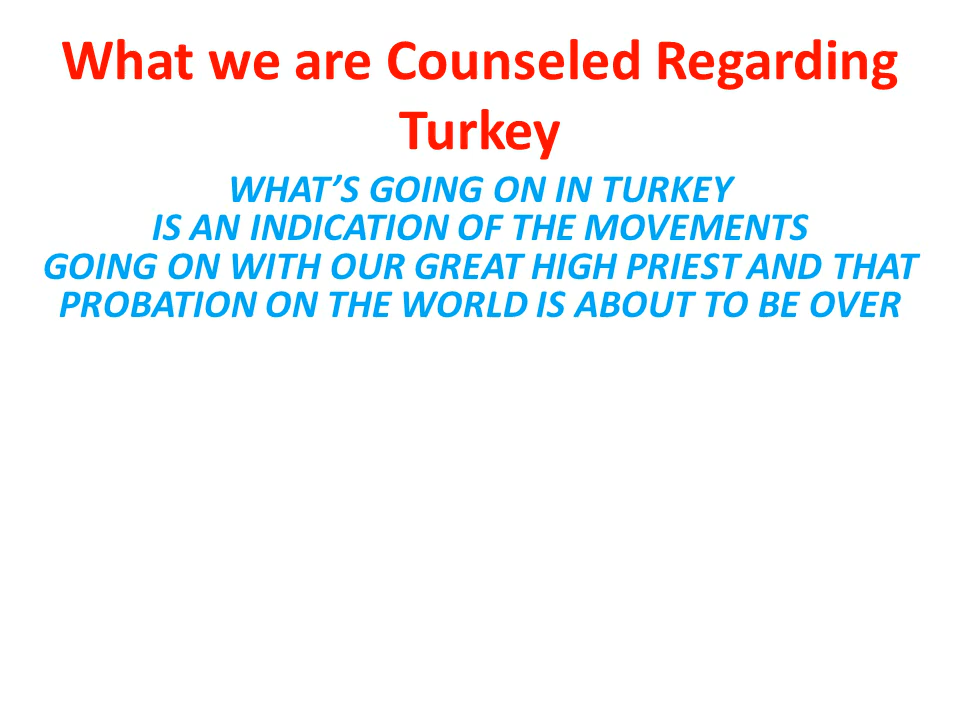 What we are Counseled Regarding
Turkey
WHAT’S GOING ON IN TURKEY
IS AN INDICATION OF THE MOVEMENTS
GOING ON WITH OUR GREAT HIGH PRIEST AND THAT
PROBATION ON THE WORLD IS ABOUT TO BE OVER